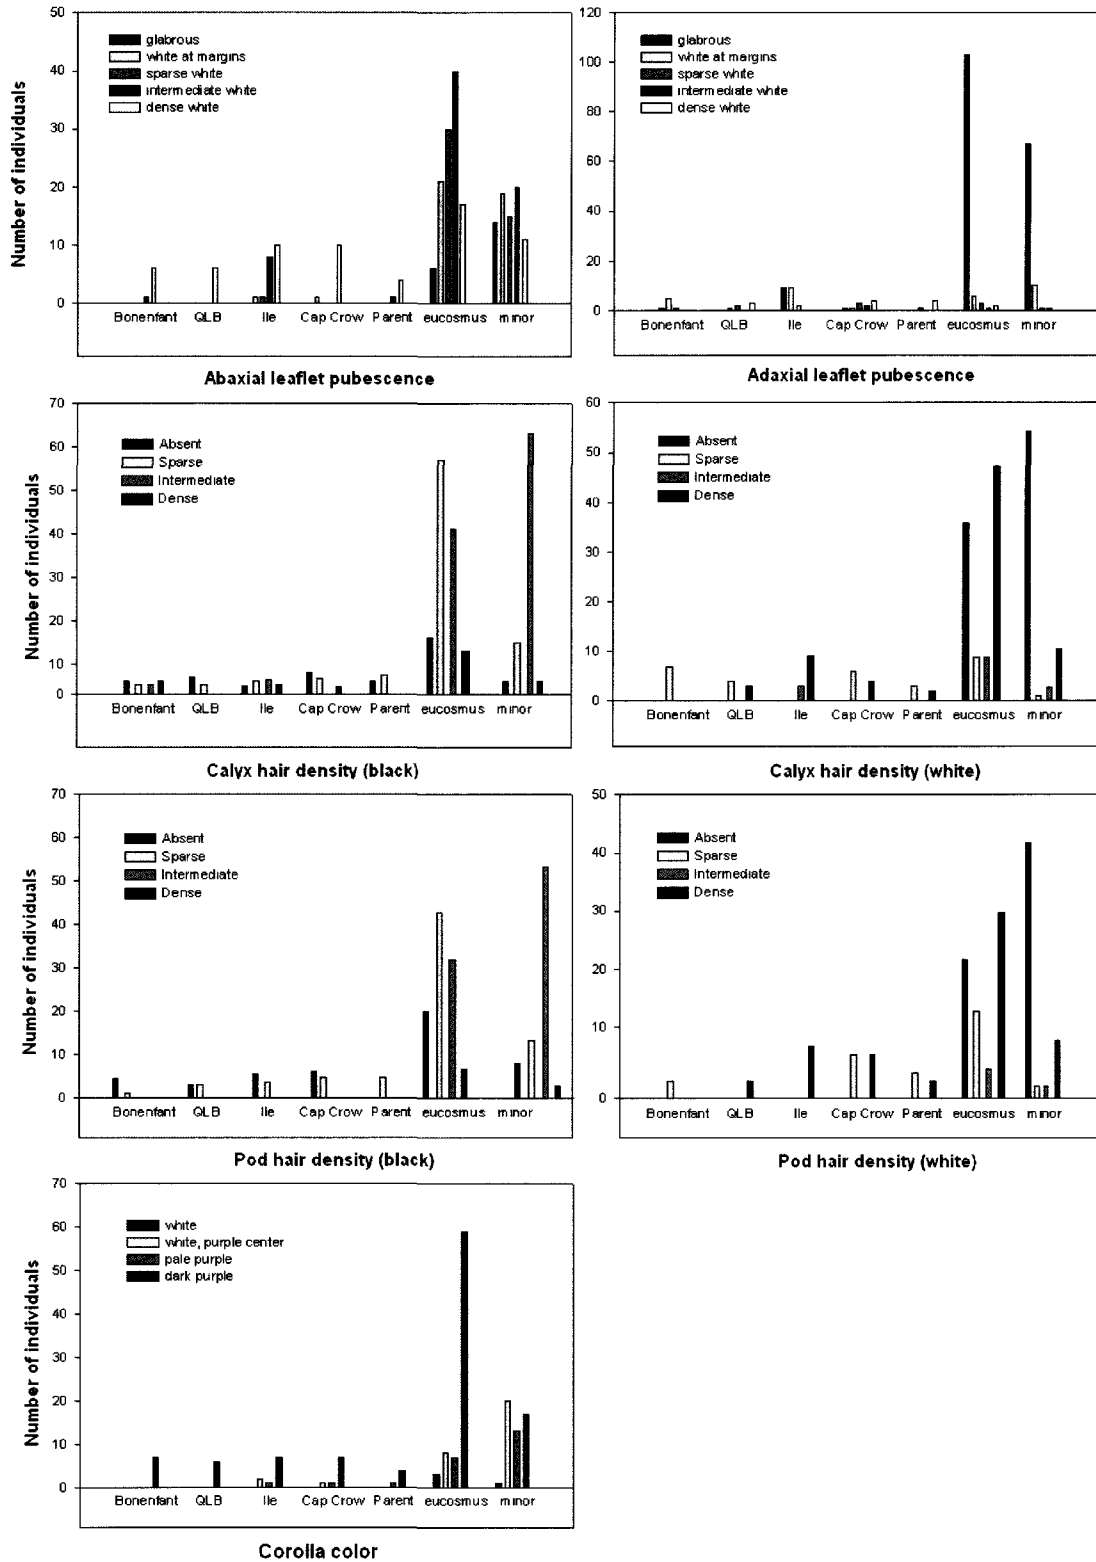 50
40
30
20
10
0
Number of individuals
glabrous
white at margins
sparse white
intermediate white
dense white
Bonenfant QLB Ile Cap Crow Parent eucosmus minor
Abaxial leaflet pubescence
120
100
80
60
40
20
0
glabrous
white at margins
sparse white
intermediate white
dense white
Bonenfant QLB Ile Cap Crow Parent eucosmus minor
Adaxial leaflet pubescence
70
60
50
40
30
20
10
0
Number of individuals
Absent
Sparse
Intermediate
Dense
Bonenfant QLB Ile Cap Crow Parent eucosmus minor
Calyx hair density (black)
60
50
40
30
20
10
0
Absent
Sparse
Intermediate
Dense
Bonenfant QLB Ile Cap Crow Parent eucosmus minor
Calyx hair density (white)
70
60
50
40
30
20
10
0
Number of individuals
Absent
Sparse
Intermediate
Dense
Bonenfant QLB Ile Cap Crow Parent eucosmus minor
Pod hair density (black)
50
40
30
20
10
0
Absent
Sparse
Intermediate
Dense
Bonenfant QLB Ile Cap Crow Parent eucosmus minor
Pod hair density (white)
70
60
50
40
30
20
10
0
Number of individuals
white
white, purple center
pale purple
dark purple
Bonenfant QLB Ile Cap Crow Parent eucosmus minor
Corolla color